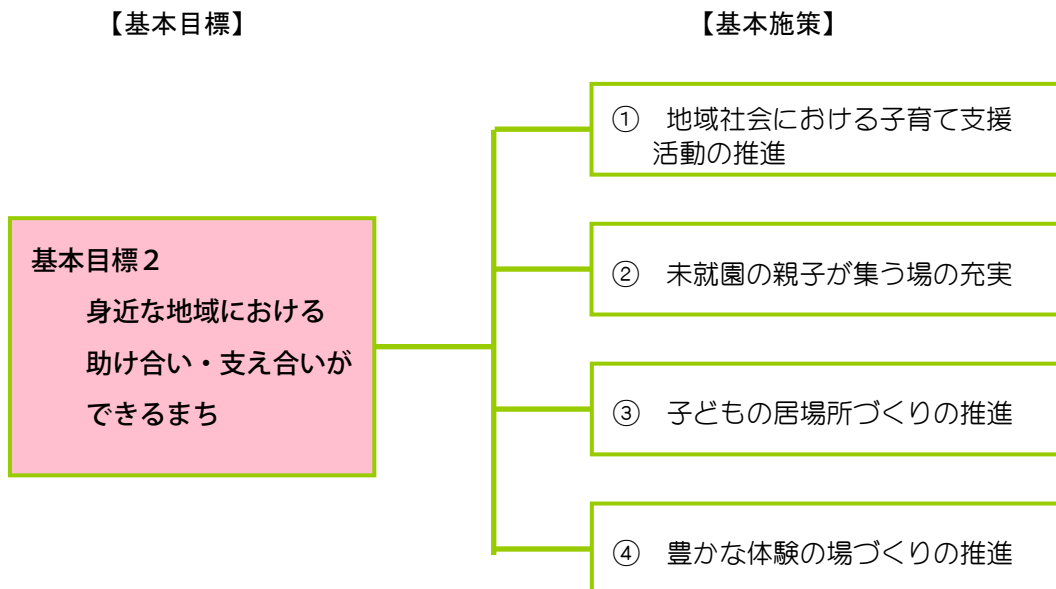 【基本目標】
【基本施策】
基本目標２
身近な地域における
助け合い・支え合いが
できるまち
① 地域社会における子育て支援
活動の推進
② 未就園の親子が集う場の充実
③ 子どもの居場所づくりの推進
④ 豊かな体験の場づくりの推進